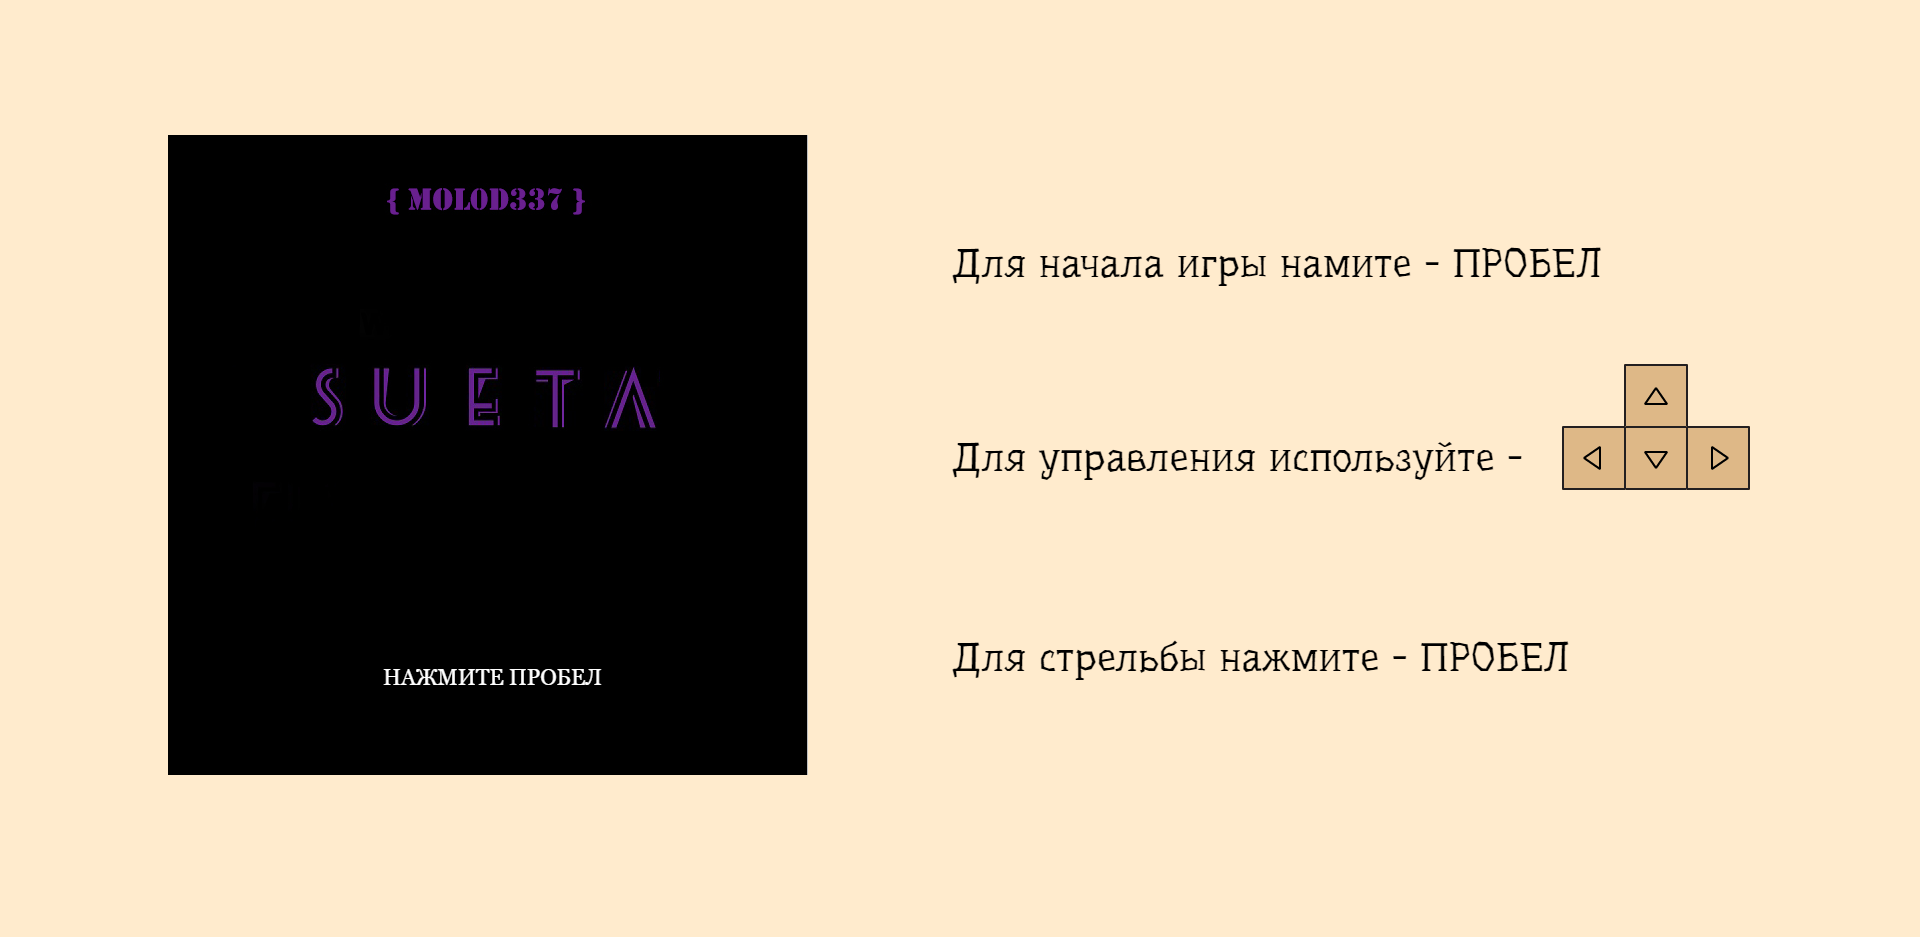 { MOLOD337 }
SUETA
НАЖМИТЕ ПРОБЕЛ
Для начала игры намите - ПРОБЕЛ
Для управления используйте -
Для стрельбы нажмите - ПРОБЕЛ